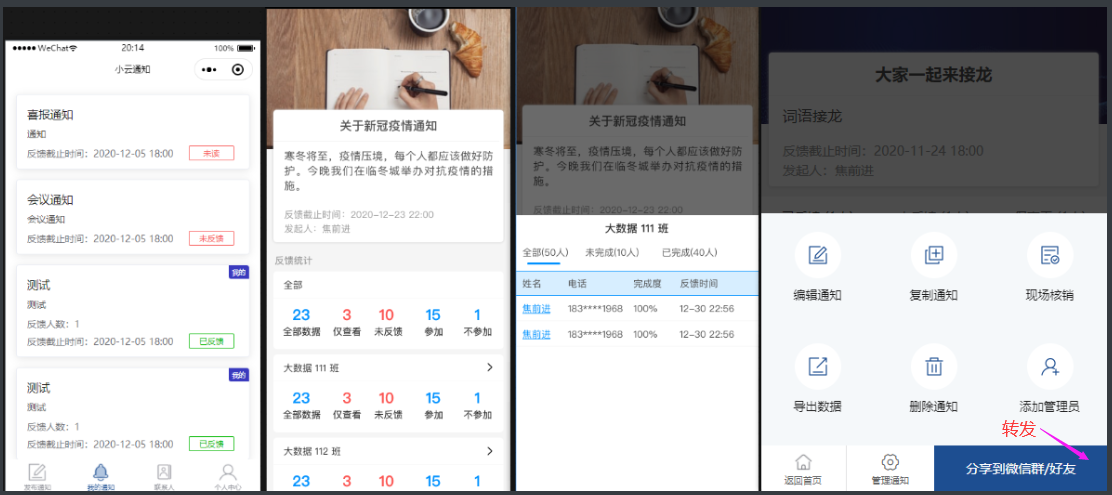 WeChat
20:14
100%
小云通知
喜报通知
通知
反馈截止时间：2020-12-05 18:00
未读
会议通知
会议通知
反馈截止时间：2020-12-05 18:00
未反馈
我的
测试
测试
反馈人数：1
反馈截止时间：2020-12-05 18:00
已反馈
我的
测试
测试
反馈人数：1
反馈截止时间：2020-12-05 18:00
已反馈
发布通知
我的通知
联系人
个人中心
关于新冠疫情通知
寒冬将至，疫情压境，每个人都应该做好防
护。今晚我们在临冬城举办对抗疫情的措
施。
反馈截止时间：2020-12-23 22:00
发起人：焦前进
反馈统计
全部
23 3 10 15 1
全部数据 仅查看 未反馈 参加 不参加
大数据 111 班
23 3 10 15 1
全部数据 仅查看 未反馈 参加 不参加
大数据 112 班
23 3 10 15 1
关于新冠疫情通知
寒冬将至，疫情压境，每个人都应该做好防
护。今晚我们在临冬城举办对抗疫情的措
施。
反馈截止时间：2020-12-23 22:00
大数据 111 班
全部(50人) 未完成(10人) 已完成(40人)
姓名 电话 完成度 反馈时间
焦前进 183****1968 100% 12-30 22:56
焦前进 183****1968 100% 12-30 22:56
大家一起来接龙
词语接龙
反馈截止时间：2020-11-24 18:00
发起人：焦前进
编辑通知 复制通知 现场核销
导出数据 删除通知 添加管理员
转发
返回首页
管理通知
分享到微信群/好友